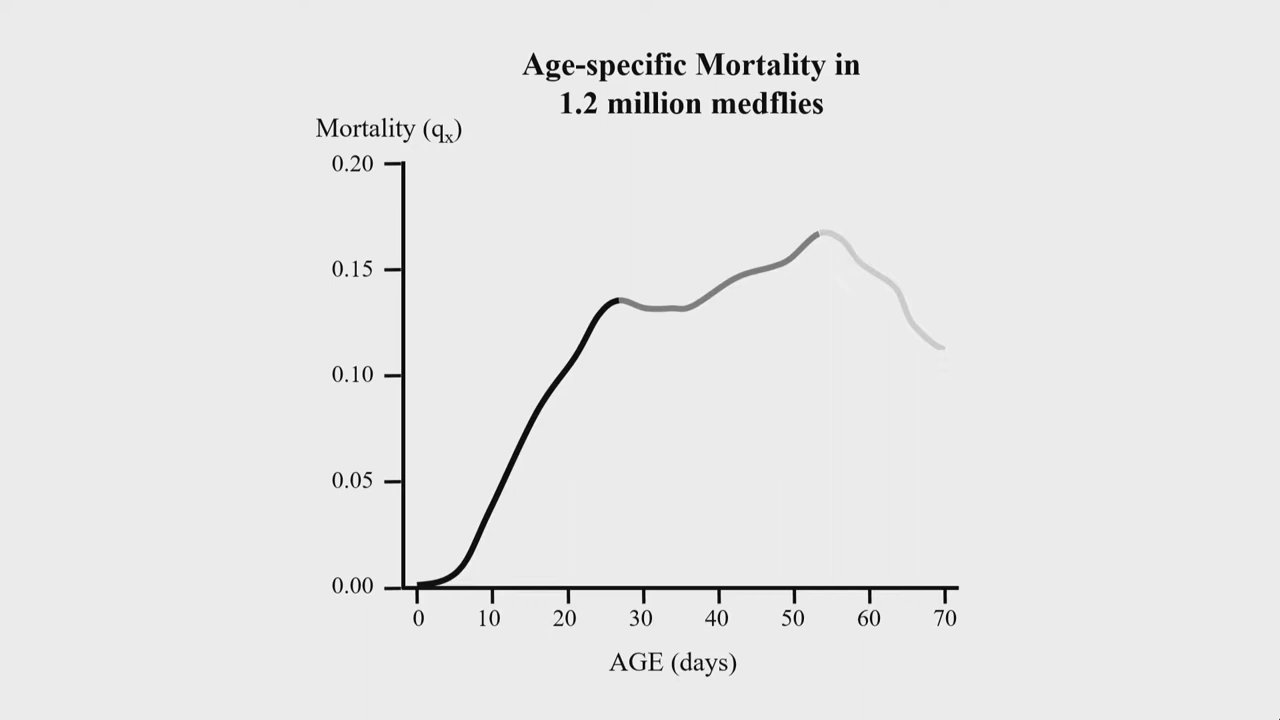 Age-specific Mortality in
1.2 million medflies
Mortality (qx)
0.20
0.15
0.10
0.05
0.00
0 10 20 30 40 50 60 70
AGE (days)